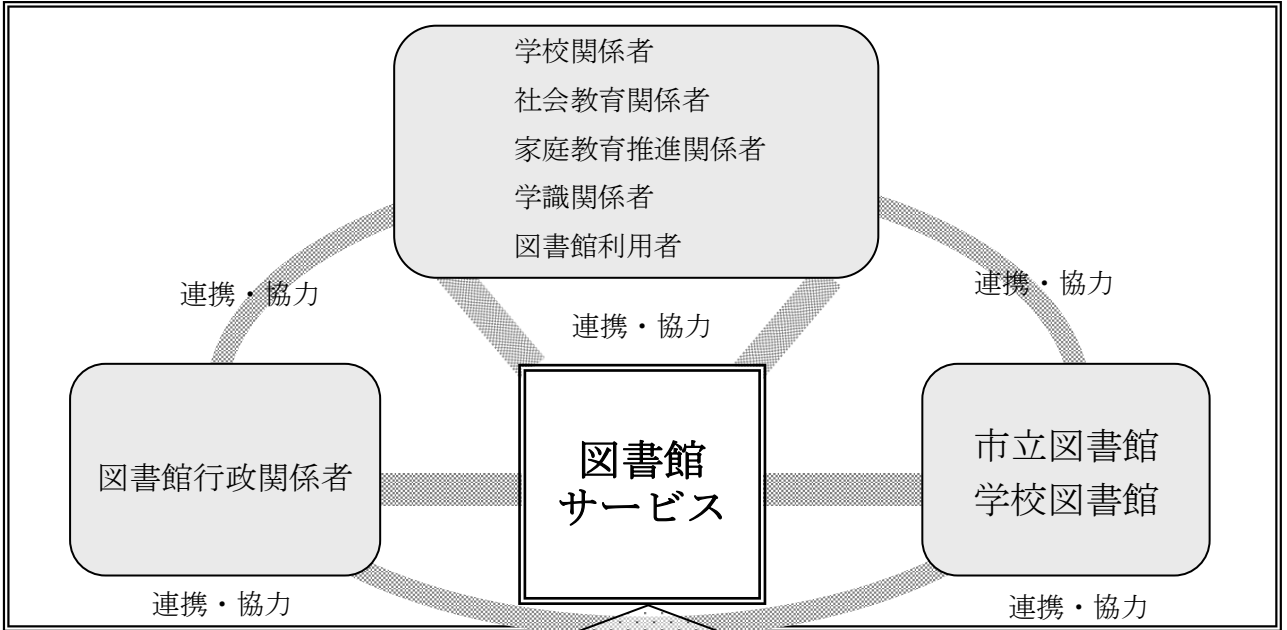 学校関係者
社会教育関係者
家庭教育推進関係者
学識関係者
図書館利用者
連携・協力
連携・協力
連携・協力
図書館行政関係者
図書館
サービス
市立図書館
学校図書館
連携・協力
連携・協力